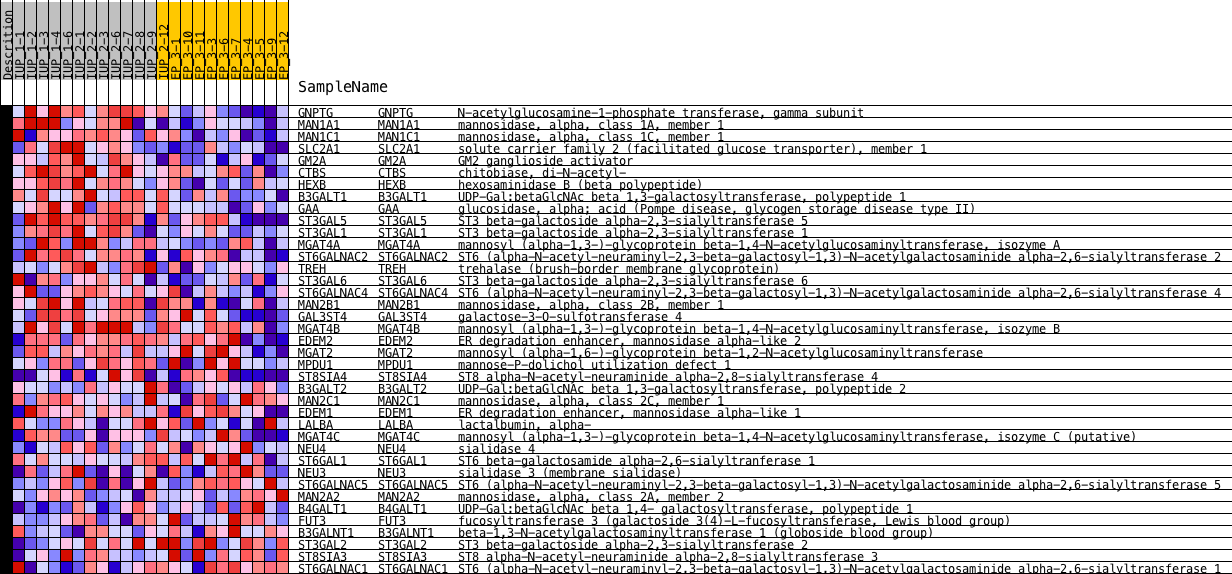 Descrition
IUP_1-1
IUP_1-2
IUP_1-3
IUP_1-4
IUP_1-6
IUP_2-1
IUP_2-2
IUP_2-3
IUP_2-6
IUP_2-7
IUP_2-8
IUP_2-9
IUP_2-12
EP_3-1
EP_3-10
EP_3-11
EP_3-3
EP_3-6
EP_3-7
EP_3-4
EP_3-5
EP_3-9
EP_3-12
SampleName
GNPTG GNPTG N-acetylglucosamine-1-phosphate transferase, gamma subunit
MAN1A1 MAN1A1 mannosidase, alpha, class 1A, member 1
MAN1C1 MAN1C1 mannosidase, alpha, class 1C, member 1
SLC2A1 SLC2A1 solute carrier family 2 (facilitated glucose transporter), member 1
GM2A GM2A GM2 ganglioside activator
CTBS CTBS chitobiase, di-N-acetyl-
HEXB HEXB hexosaminidase B (beta polypeptide)
B3GALT1 B3GALT1 UDP-Gal:betaGlcNAc beta 1,3-galactosyltransferase, polypeptide 1
GAA GAA glucosidase, alpha; acid (Pompe disease, glycogen storage disease type II)
ST3GAL5 ST3GAL5 ST3 beta-galactoside alpha-2,3-sialyltransferase 5
ST3GAL1 ST3GAL1 ST3 beta-galactoside alpha-2,3-sialyltransferase 1
MGAT4A MGAT4A mannosyl (alpha-1,3-)-glycoprotein beta-1,4-N-acetylglucosaminyltransferase, isozyme A
ST6GALNAC2 ST6GALNAC2 ST6 (alpha-N-acetyl-neuraminyl-2,3-beta-galactosyl-1,3)-N-acetylgalactosaminide alpha-2,6-sialyltransferase 2
TREH TREH trehalase (brush-border membrane glycoprotein)
ST3GAL6 ST3GAL6 ST3 beta-galactoside alpha-2,3-sialyltransferase 6
ST6GALNAC4 ST6GALNAC4 ST6 (alpha-N-acetyl-neuraminyl-2,3-beta-galactosyl-1,3)-N-acetylgalactosaminide alpha-2,6-sialyltransferase 4
MAN2B1 MAN2B1 mannosidase, alpha, class 2B, member 1
GAL3ST4 GAL3ST4 galactose-3-O-sulfotransferase 4
MGAT4B MGAT4B mannosyl (alpha-1,3-)-glycoprotein beta-1,4-N-acetylglucosaminyltransferase, isozyme B
EDEM2 EDEM2 ER degradation enhancer, mannosidase alpha-like 2
MGAT2 MGAT2 mannosyl (alpha-1,6-)-glycoprotein beta-1,2-N-acetylglucosaminyltransferase
MPDU1 MPDU1 mannose-P-dolichol utilization defect 1
ST8SIA4 ST8SIA4 ST8 alpha-N-acetyl-neuraminide alpha-2,8-sialyltransferase 4
B3GALT2 B3GALT2 UDP-Gal:betaGlcNAc beta 1,3-galactosyltransferase, polypeptide 2
MAN2C1 MAN2C1 mannosidase, alpha, class 2C, member 1
EDEM1 EDEM1 ER degradation enhancer, mannosidase alpha-like 1
LALBA LALBA lactalbumin, alpha-
MGAT4C MGAT4C mannosyl (alpha-1,3-)-glycoprotein beta-1,4-N-acetylglucosaminyltransferase, isozyme C (putative)
NEU4 NEU4 sialidase 4
ST6GAL1 ST6GAL1 ST6 beta-galactosamide alpha-2,6-sialyltranferase 1
NEU3 NEU3 sialidase 3 (membrane sialidase)
ST6GALNAC5 ST6GALNAC5 ST6 (alpha-N-acetyl-neuraminyl-2,3-beta-galactosyl-1,3)-N-acetylgalactosaminide alpha-2,6-sialyltransferase 5
MAN2A2 MAN2A2 mannosidase, alpha, class 2A, member 2
B4GALT1 B4GALT1 UDP-Gal:betaGlcNAc beta 1,4- galactosyltransferase, polypeptide 1
FUT3 FUT3 fucosyltransferase 3 (galactoside 3(4)-L-fucosyltransferase, Lewis blood group)
B3GALNT1 B3GALNT1 beta-1,3-N-acetylgalactosaminyltransferase 1 (globoside blood group)
ST3GAL2 ST3GAL2 ST3 beta-galactoside alpha-2,3-sialyltransferase 2
ST8SIA3 ST8SIA3 ST8 alpha-N-acetyl-neuraminide alpha-2,8-sialyltransferase 3
ST6GALNAC1 ST6GALNAC1 ST6 (alpha-N-acetyl-neuraminyl-2,3-beta-galactosyl-1,3)-N-acetylgalactosaminide alpha-2,6-sialyltransferase 1